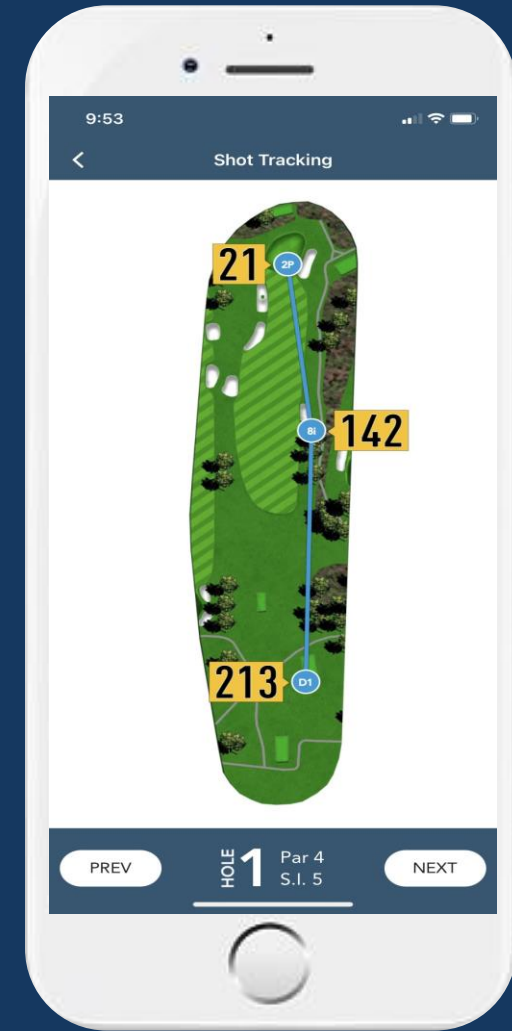 9:53
Shot Tracking
21
2P
8i
142
213
D1
PREV
HOLE
1
Par 4
S.I. 5
NEXT